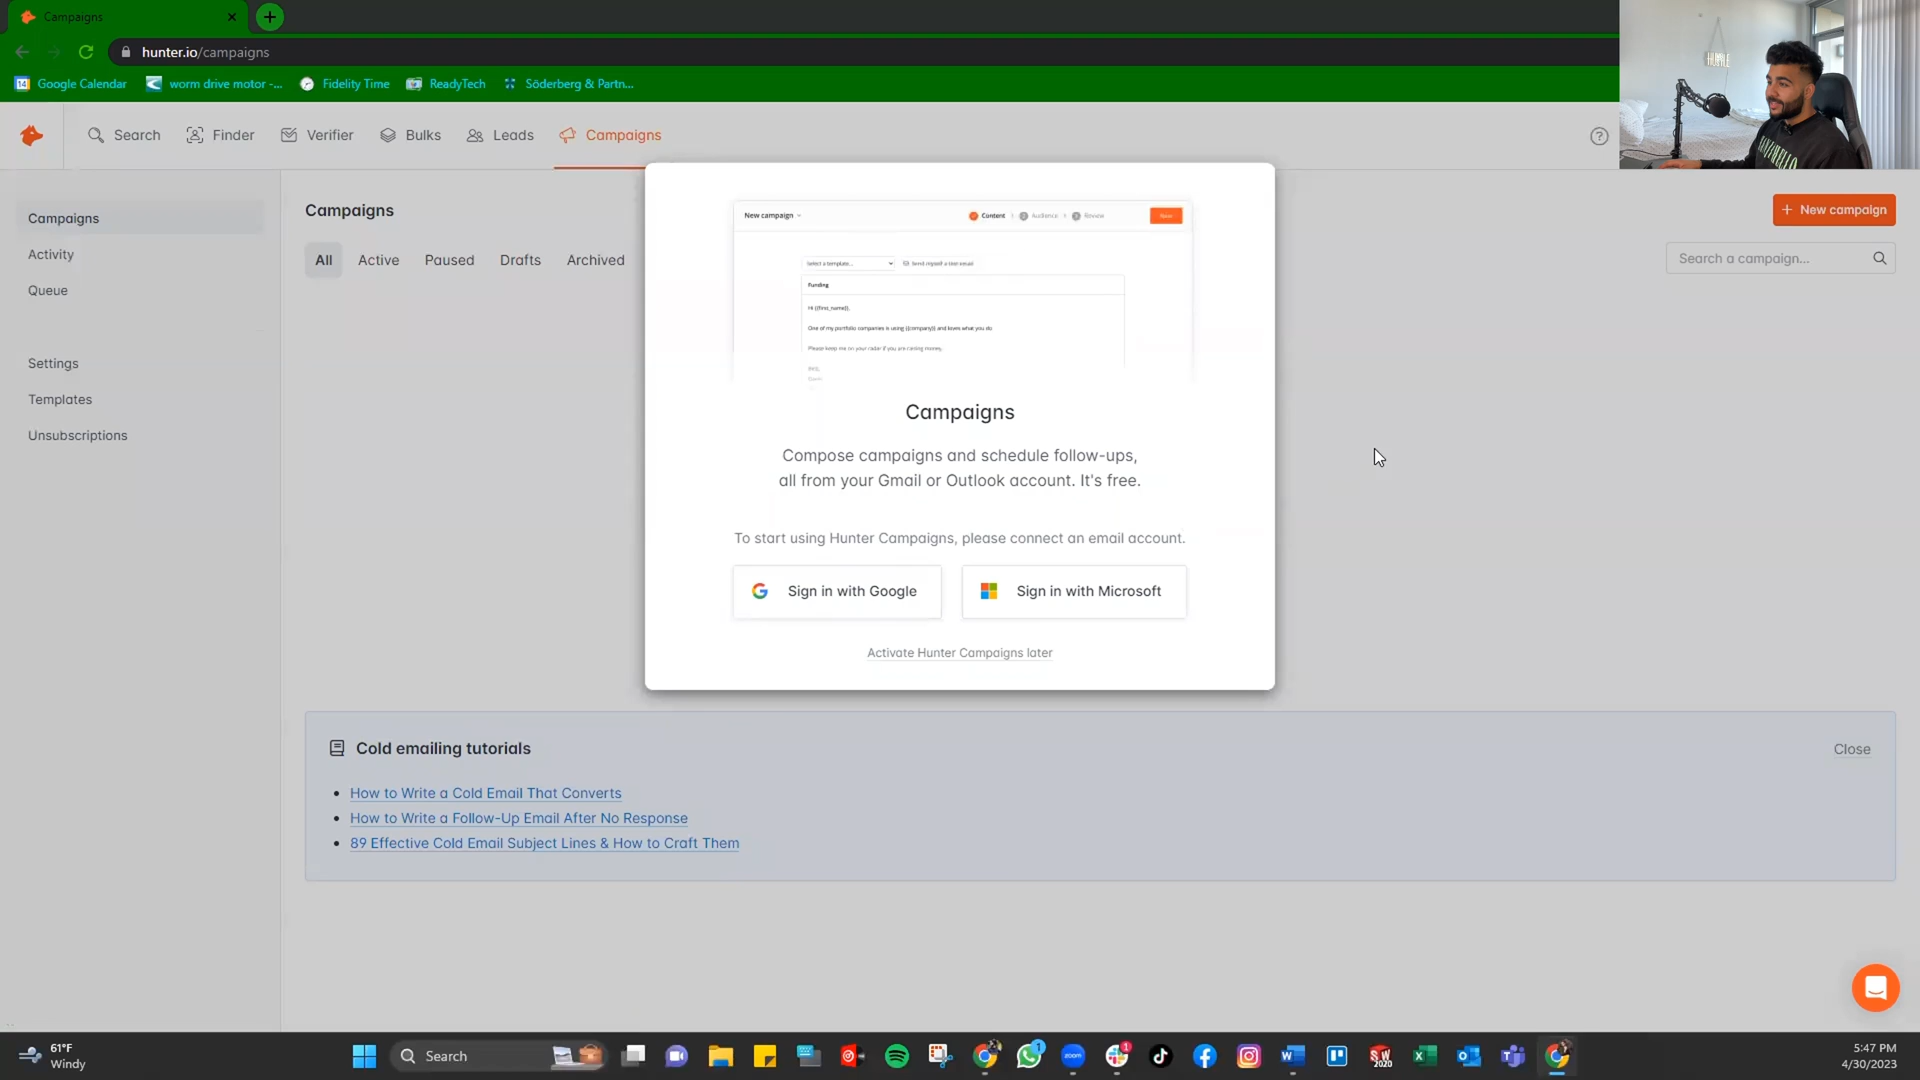 Campaigns
hunter.io/campaigns
14
Google Calendar
worm drive motor -...
Fidelity Time
ReadyTech
Söderberg & Partn...
HUMBLE
Search
Finder
Verifier
Bulks
Leads
Campaigns
Campaigns
Activity
Queue
Settings
Templates
Unsubscriptions
Campaigns
New campaign
All
Active
Paused
Drafts
Archived
Search a campaign...
New campaign
Content
Audience
Review
Select a template...
Send myself a test email
Funding
Hi {{first_name}},
One of my portfolio companies is using {{company}} and loves what you do.
Please keep me on your radar if you are raising money.
Campaigns
Compose campaigns and schedule follow-ups,
all from your Gmail or Outlook account. It's free.
To start using Hunter Campaigns, please connect an email account.
Sign in with Google
Sign in with Microsoft
Activate Hunter Campaigns later
Cold emailing tutorials
Close
How to Write a Cold Email That Converts
How to Write a Follow-Up Email After No Response
89 Effective Cold Email Subject Lines & How to Craft Them
61°F
Windy
Search
1
zoom
1
SW
2020
5:47 PM
4/30/2023